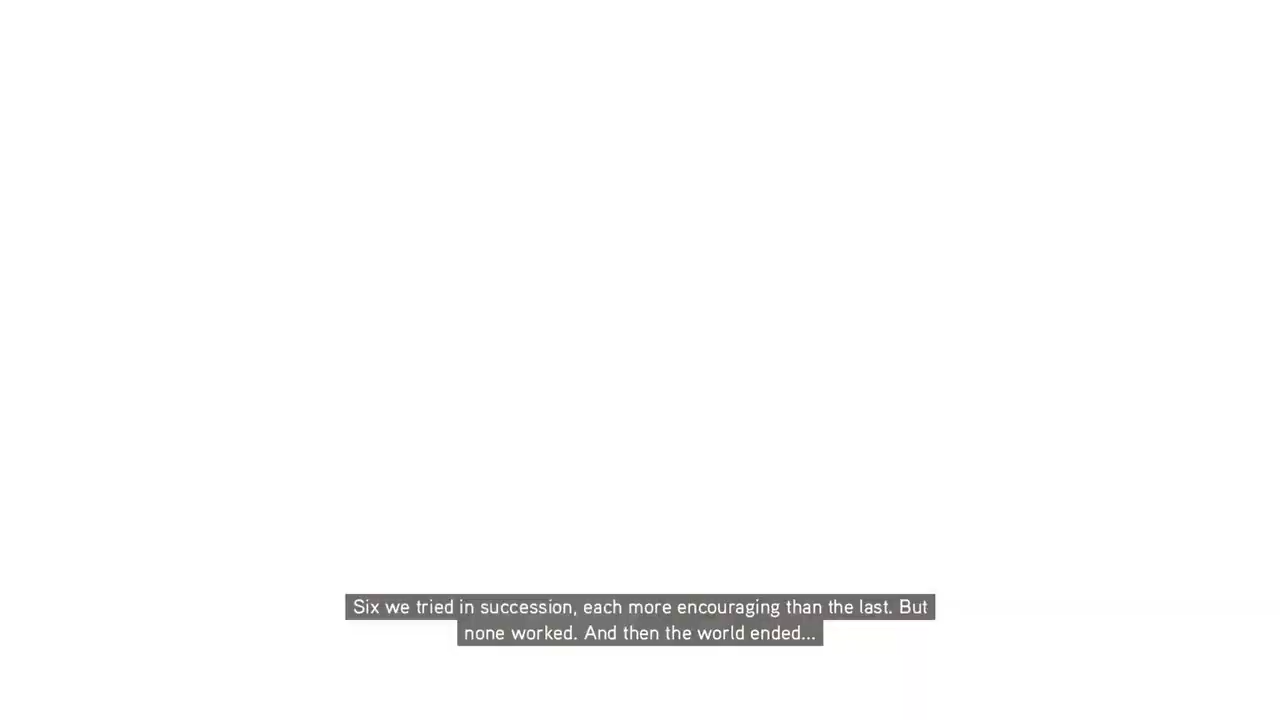 Six we tried in succession, each more encouraging than the last. But
none worked. And then the world ended...